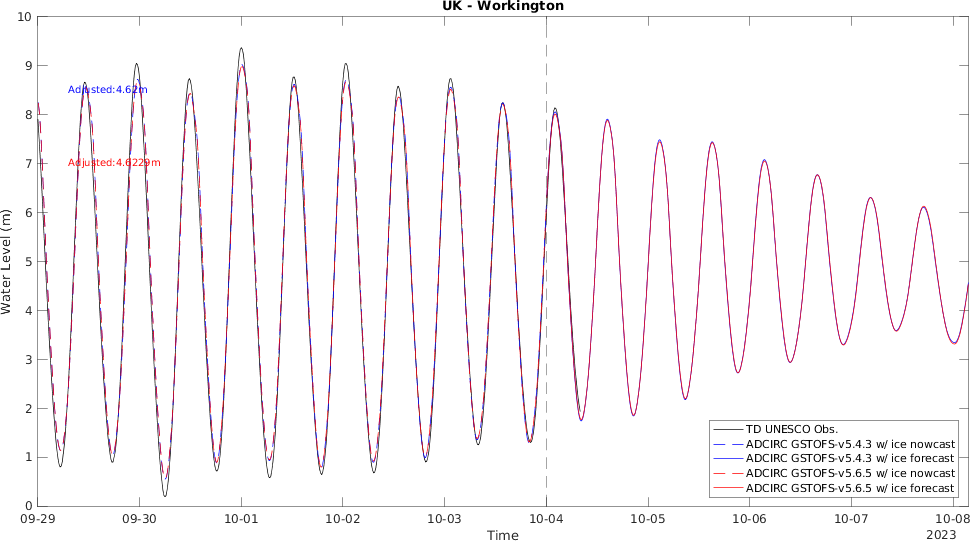 UK - Workington
10
9
8
7
6
5
4
3
2
1
0
Water Level (m)
Adjusted:4.62m
Adjusted:4.6229m
TD UNESCO Obs.
ADCIRC GSTOFS-v5.4.3 w/ ice nowcast
ADCIRC GSTOFS-v5.4.3 w/ ice forecast
ADCIRC GSTOFS-v5.6.5 w/ ice nowcast
ADCIRC GSTOFS-v5.6.5 w/ ice forecast
09-29 09-30 10-01 10-02 10-03 10-04 10-05 10-06 10-07 10-08
Time
2023